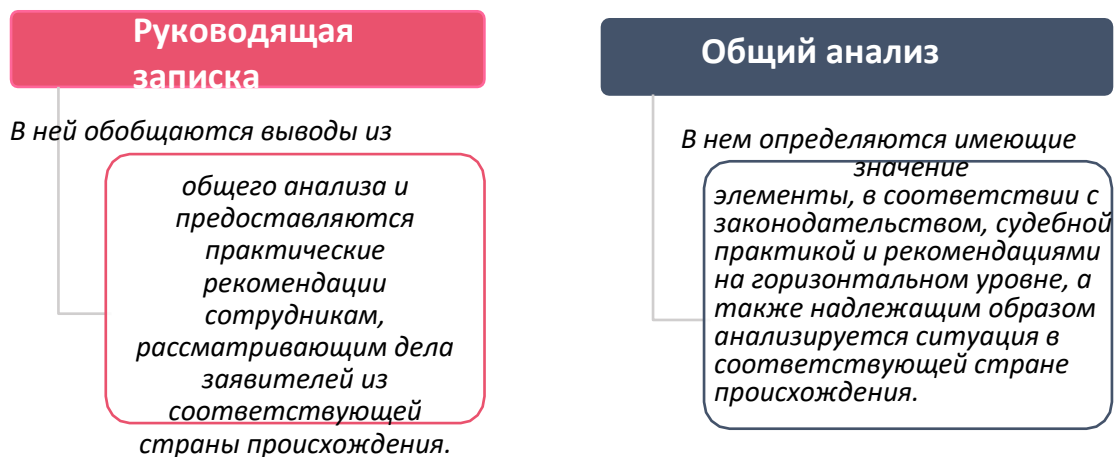 Руководящая
записка
В ней обобщаются выводы из
общего анализа и
предоставляются
практические
рекомендации
сотрудникам,
рассматривающим дела
заявителей из
соответствующей
страны происхождения.
Общий анализ
В нем определяются имеющие
значение
элементы, в соответствии с
законодательством, судебной
практикой и рекомендациями
на горизонтальном уровне, а
также надлежащим образом
анализируется ситуация в
соответствующей стране
происхождения.